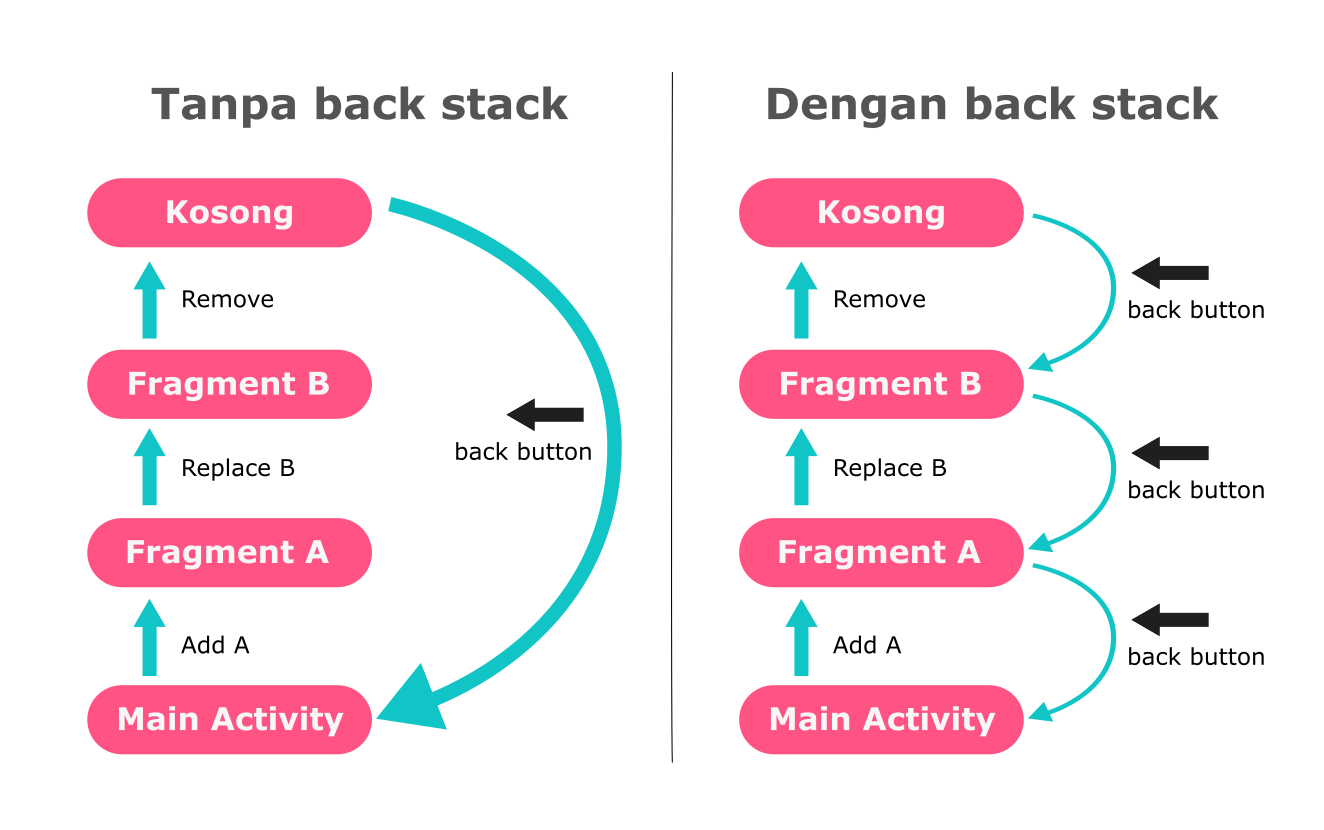 Tanpa back stack
Kosong
Remove
Fragment B
back button
Replace B
Fragment A
Add A
Main Activity
Dengan back stack
Kosong
back button
Remove
Fragment B
back button
Replace B
Fragment A
back button
Add A
Main Activity